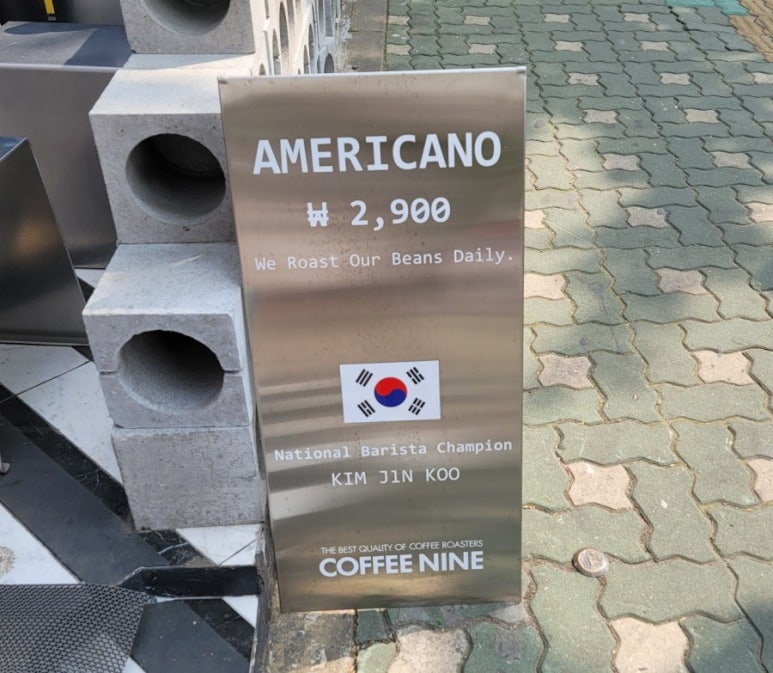 AMERICANO
₩ 2,900
We Roast Our Beans Daily.
National Barista Champion
KIM J1N KOO
THE BEST QUALITY OF COFFEE ROASTERS
COFFEE NINE